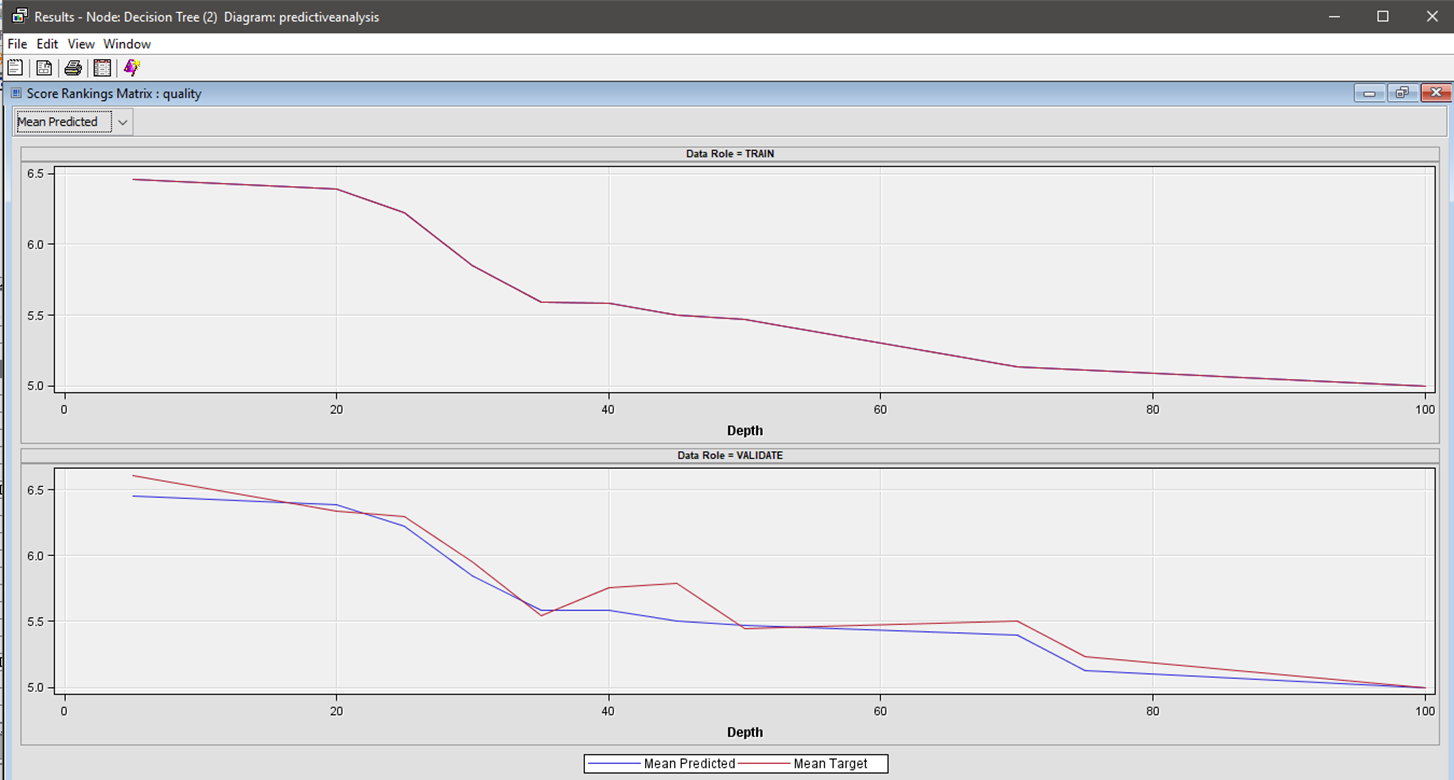 Results - Node: Decision Tree (2) Diagram: predictiveanalysis
File Edit View Window
Score Rankings Matrix : quality
Mean Predicted
Data Role = TRAIN
6.5
6.0
5.5
5.0
0 20 40 60 80 100
Depth
Data Role = VALIDATE
6.5
6.0
5.5
5.0
0 20 40 60 80 100
Depth
Mean Predicted Mean Target